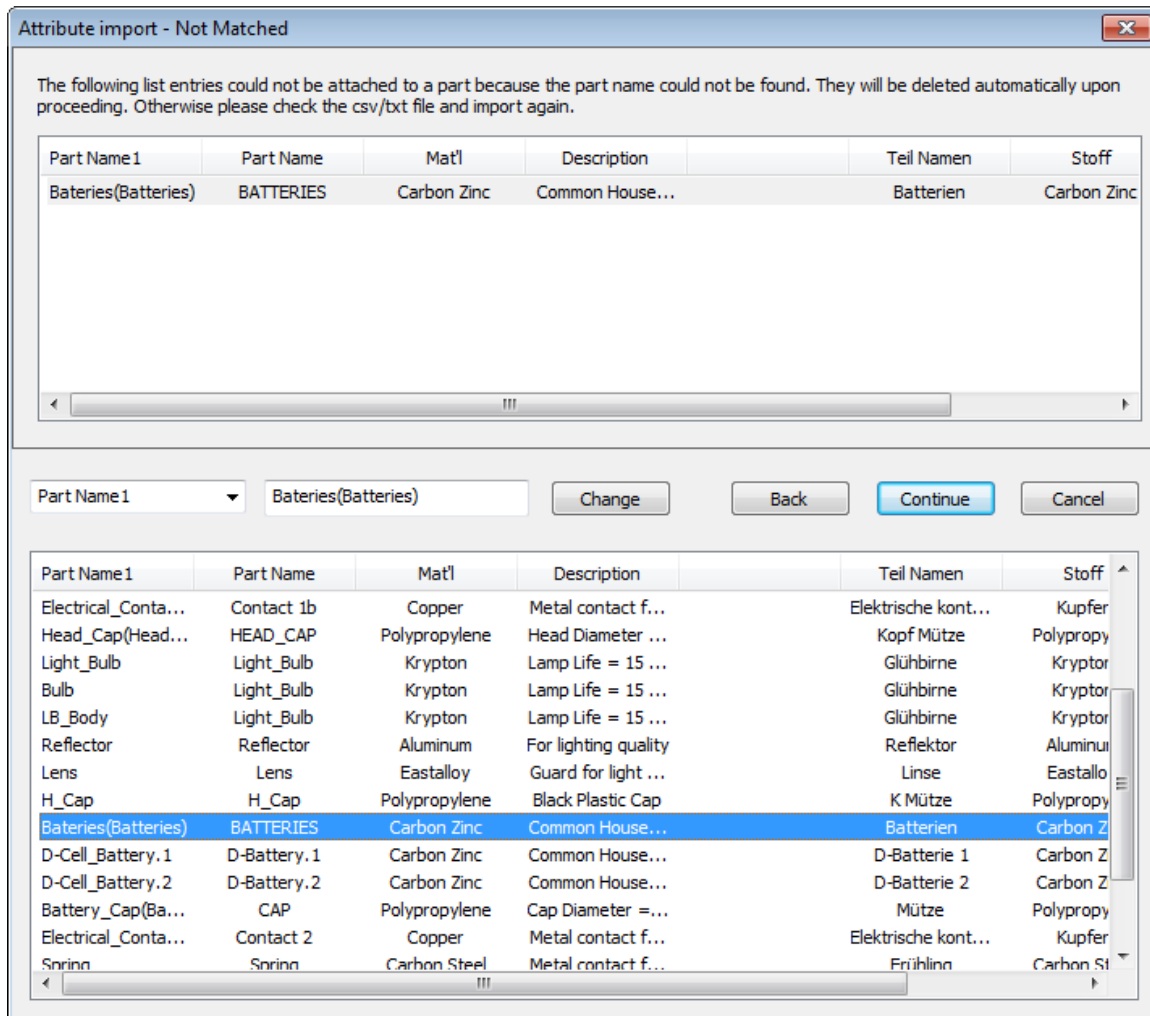 Attribute import - Not Matched
The following list entries could not be attached to a part because the part name could not be found. They will be deleted automatically upon
proceeding. Otherwise please check the csv/txt file and import again.
Part Name1 Part Name Mat'l Description Teil Namen Stoff
Bateries(Batteries) BATTERIES Carbon Zinc Common House... Batterien Carbon Zinc
Part Name1 Bateries(Batteries) Change Back Continue Cancel
Part Name1 Part Name Mat'l Description Teil Namen Stoff
Electrical_Conta... Contact 1b Copper Metal contact f... Elektrische kont... Kupfer
Head_Cap(Head... HEAD_CAP Polypropylene Head Diameter ... Kopf Mütze Polypropy
Light_Bulb Light_Bulb Krypton Lamp Life = 15 ... Glühbirne Krypton
Bulb Light_Bulb Krypton Lamp Life = 15 ... Glühbirne Krypton
LB_Body Light_Bulb Krypton Lamp Life = 15 ... Glühbirne Krypton
Reflector Reflector Aluminum For lighting quality Reflektor Aluminu
Lens Lens Eastalloy Guard for light ... Linse Eastallo
H_Cap H_Cap Polypropylene Black Plastic Cap K Mütze Polypropy
Bateries(Batteries) BATTERIES Carbon Zinc Common House... Batterien Carbon Z
D-Cell_Battery.1 D-Battery.1 Carbon Zinc Common House... D-Batterie 1 Carbon Z
D-Cell_Battery.2 D-Battery.2 Carbon Zinc Common House... D-Batterie 2 Carbon Z
Battery_Cap(Ba... CAP Polypropylene Cap Diameter =... Mütze Polypropy
Electrical_Conta... Contact 2 Copper Metal contact f... Elektrische kont... Kupfer
Spring Spring Carbon Steel Metal contact f... Frühling Carbon St